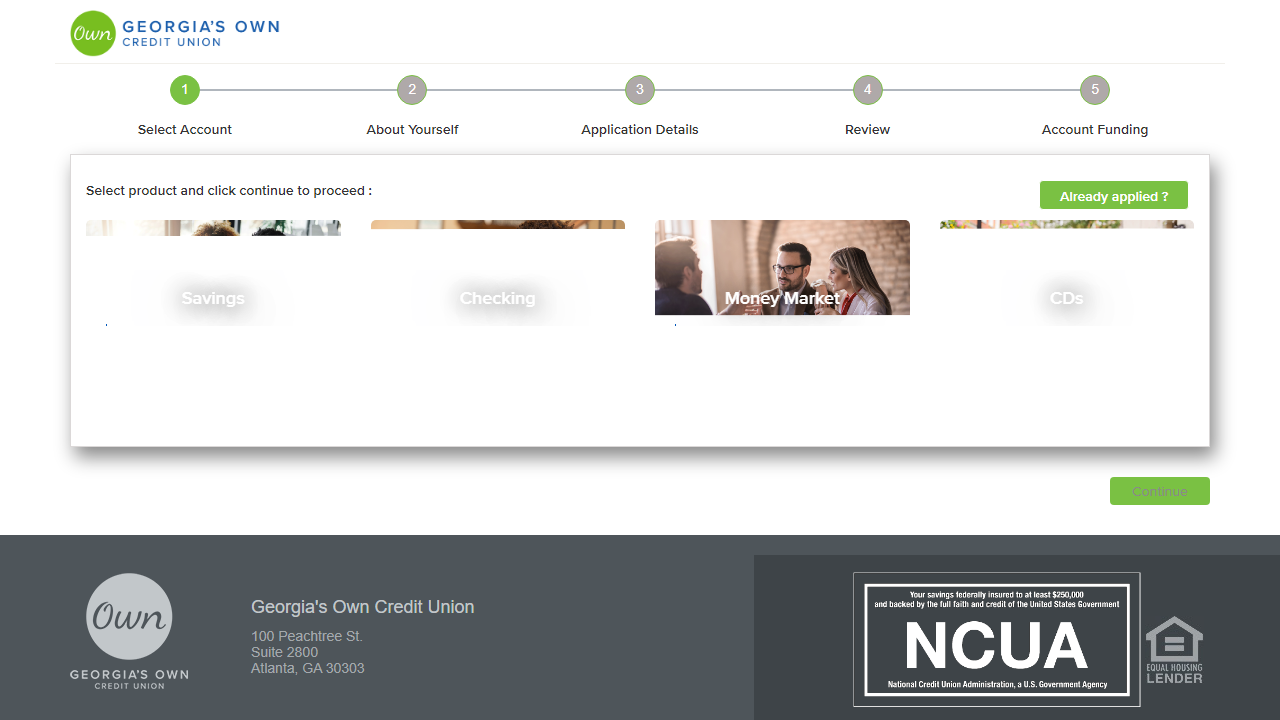 Own
GEORGIA'S OWN
CREDIT UNION
1
2
3
4
5
Select Account
About Yourself
Application Details
Review
Account Funding
Select product and click continue to proceed :
Already applied ?
Savings
Checking
Money Market
CDs
Continue
Own
GEORGIA'S OWN
CREDIT UNION
Georgia's Own Credit Union
100 Peachtree St.
Suite 2800
Atlanta, GA 30303
Your savings federally insured to at least $250,000
and backed by the full faith and credit of the United States Government
NCUA
National Credit Union Administration, a U.S. Government Agency
EQUAL HOUSING
LENDER